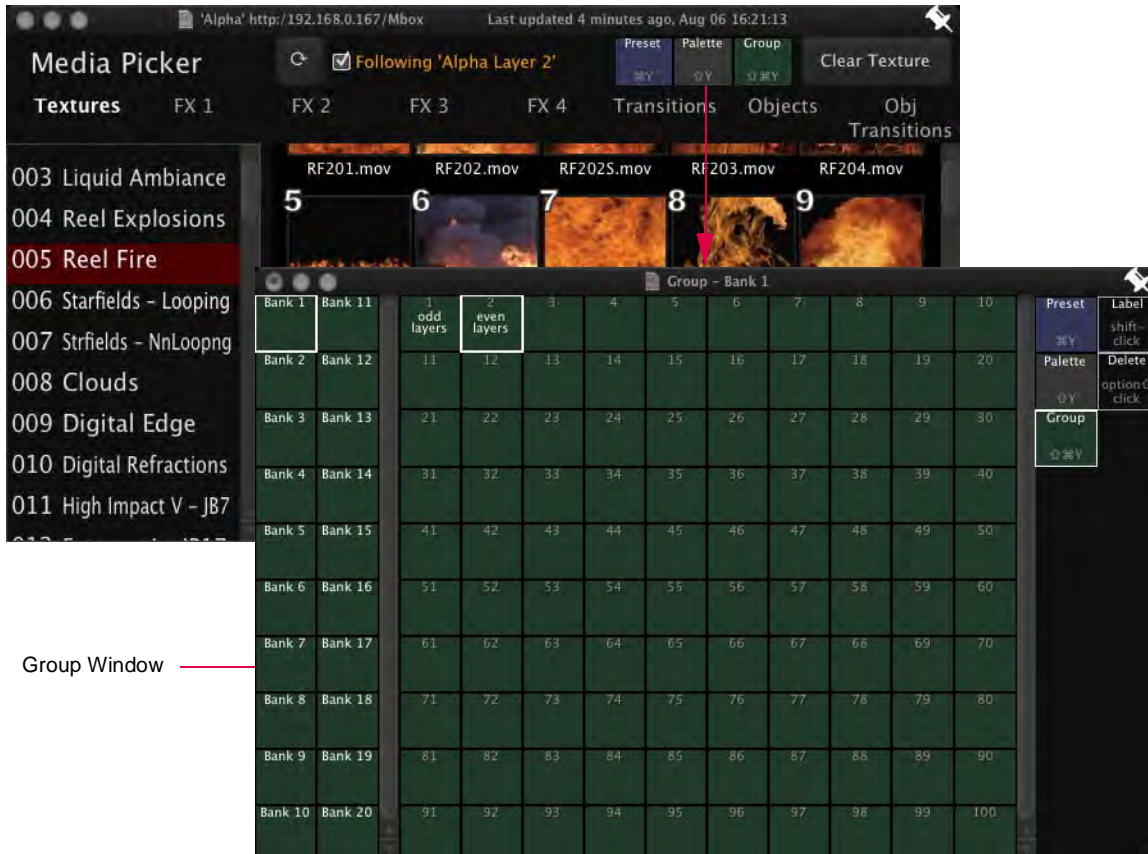 'Alpha' http:/192.168.0.167/Mbox Last updated 4 minutes ago, Aug 06 16:21:13
Media Picker
⟳ Following 'Alpha Layer 2'
Preset ⌘Y
Palette ⇧Y
Group ⇧⌘Y
Clear Texture
Textures FX 1 FX 2 FX 3 FX 4 Transitions Objects Obj Transitions
003 Liquid Ambiance
004 Reel Explosions
005 Reel Fire
006 Starfields - Looping
007 Strfields - NnLoopng
008 Clouds
009 Digital Edge
010 Digital Refractions
011 High Impact V - JB7
RF201.mov RF202.mov RF202S.mov RF203.mov RF204.mov
5 6 7 8 9
Group - Bank 1
Bank 1 Bank 11
Bank 2 Bank 12
Bank 3 Bank 13
Bank 4 Bank 14
Bank 5 Bank 15
Bank 6 Bank 16
Bank 7 Bank 17
Bank 8 Bank 18
Bank 9 Bank 19
Bank 10 Bank 20
1 2 3 4 5 6 7 8 9 10
odd layers
even layers
11 12 13 14 15 16 17 18 19 20
21 22 23 24 25 26 27 28 29 30
31 32 33 34 35 36 37 38 39 40
41 42 43 44 45 46 47 48 49 50
51 52 53 54 55 56 57 58 59 60
61 62 63 64 65 66 67 68 69 70
71 72 73 74 75 76 77 78 79 80
81 82 83 84 85 86 87 88 89 90
91 92 93 94 95 96 97 98 99 100
Preset ⌘Y
Label shift-click
Palette ⇧Y
Delete option click
Group ⇧⌘Y
Group Window